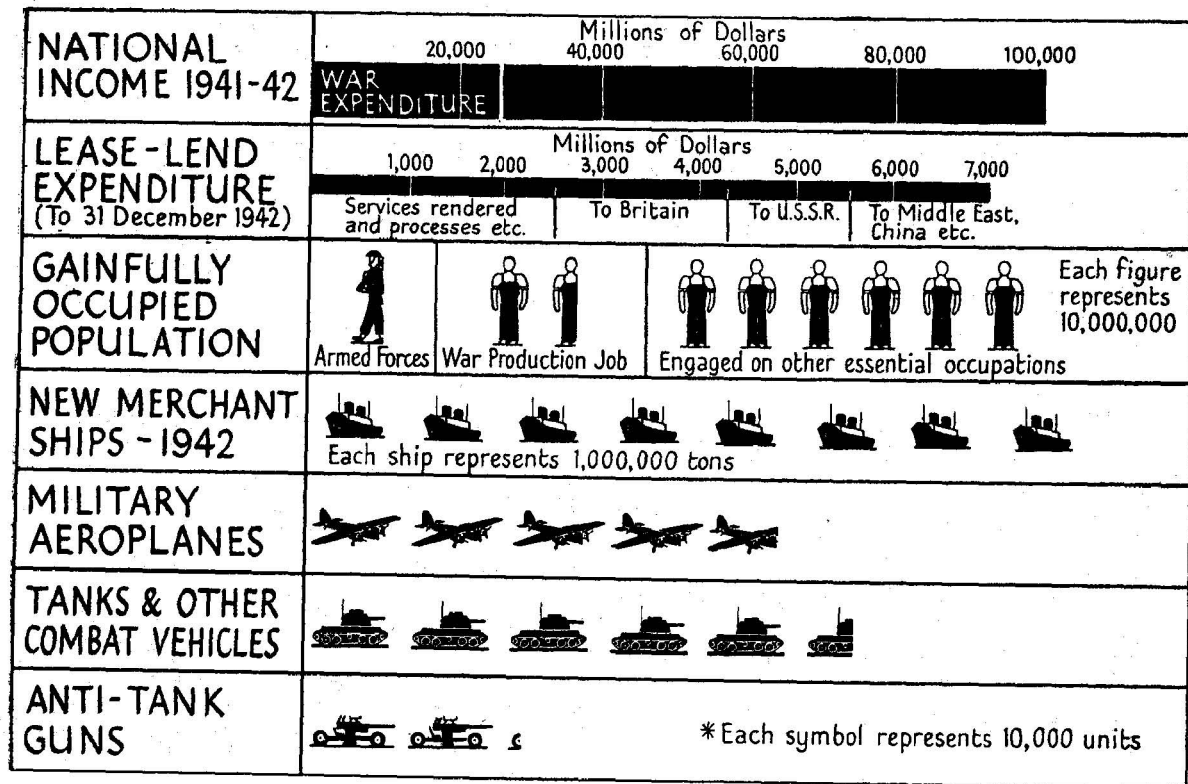 NATIONAL
INCOME 1941-42
Millions of Dollars
20,000 40,000 60,000 80,000 100,000
WAR
EXPENDITURE
LEASE-LEND
EXPENDITURE
(To 31 December 1942)
Millions of Dollars
1,000 2,000 3,000 4,000 5,000 6,000 7,000
Services rendered
and processes etc.
To Britain
To U.S.S.R.
To Middle East,
China etc.
GAINFULLY
OCCUPIED
POPULATION
Armed Forces
War Production Job
Engaged on other essential occupations
Each figure
represents
10,000,000
NEW MERCHANT
SHIPS - 1942
Each ship represents 1,000,000 tons
MILITARY
AEROPLANES
TANKS & OTHER
COMBAT VEHICLES
ANTI-TANK
GUNS
*Each symbol represents 10,000 units